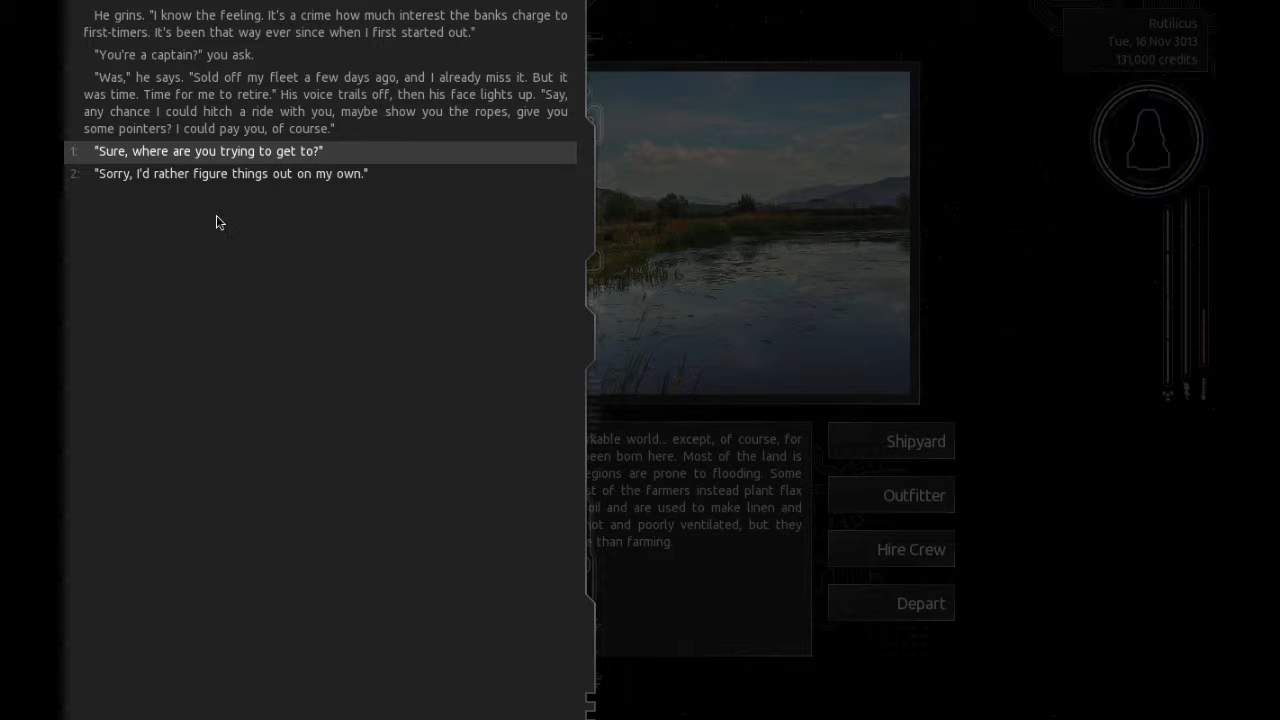 He grins. "I know the feeling. It's a crime how much interest the banks charge to
first-timers. It's been that way ever since when I first started out."
"You're a captain?" you ask.
"Was," he says. "Sold off my fleet a few days ago, and I already miss it. But it
was time. Time for me to retire." His voice trails off, then his face lights up. "Say,
any chance I could hitch a ride with you, maybe show you the ropes, give you
some pointers? I could pay you, of course."
1: "Sure, where are you trying to get to?"
2: "Sorry, I'd rather figure things out on my own."
Rutilicus
Tue, 16 Nov 3013
131,000 credits
world... except, of course, for
been born here. Most of the land is
are prone to flooding. Some
of the farmers instead plant flax
and are used to make linen and
and poorly ventilated, but they
than farming.
Shipyard
Outfitter
Hire Crew
Depart